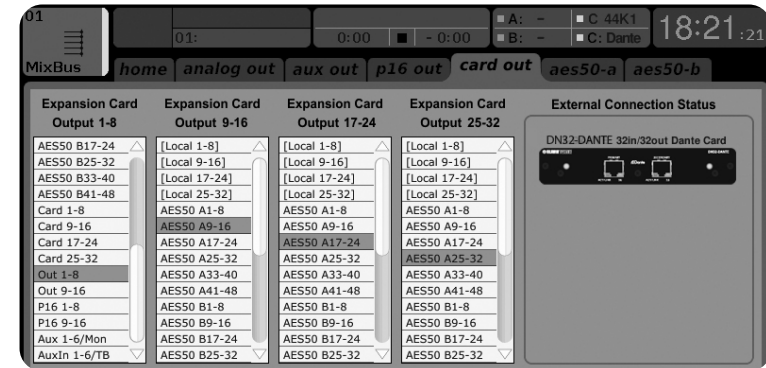 01
MixBus
01:
0:00
- 0:00
A: -
B: -
C 44K1
C: Dante
18:21 :21
home
analog out
aux out
p16 out
card out
aes50-a
aes50-b
Expansion Card
Output 1-8
AES50 B17-24
AES50 B25-32
AES50 B33-40
AES50 B41-48
Card 1-8
Card 9-16
Card 17-24
Card 25-32
Out 1-8
Out 9-16
P16 1-8
P16 9-16
Aux 1-6/Mon
AuxIn 1-6/TB
Expansion Card
Output 9-16
[Local 1-8]
[Local 9-16]
[Local 17-24]
[Local 25-32]
AES50 A1-8
AES50 A9-16
AES50 A17-24
AES50 A25-32
AES50 A33-40
AES50 A41-48
AES50 B1-8
AES50 B9-16
AES50 B17-24
AES50 B25-32
Expansion Card
Output 17-24
[Local 1-8]
[Local 9-16]
[Local 17-24]
[Local 25-32]
AES50 A1-8
AES50 A9-16
AES50 A17-24
AES50 A25-32
AES50 A33-40
AES50 A41-48
AES50 B1-8
AES50 B9-16
AES50 B17-24
AES50 B25-32
Expansion Card
Output 25-32
[Local 1-8]
[Local 9-16]
[Local 17-24]
[Local 25-32]
AES50 A1-8
AES50 A9-16
AES50 A17-24
AES50 A25-32
AES50 A33-40
AES50 A41-48
AES50 B1-8
AES50 B9-16
AES50 B17-24
AES50 B25-32
External Connection Status
DN32-DANTE 32in/32out Dante Card